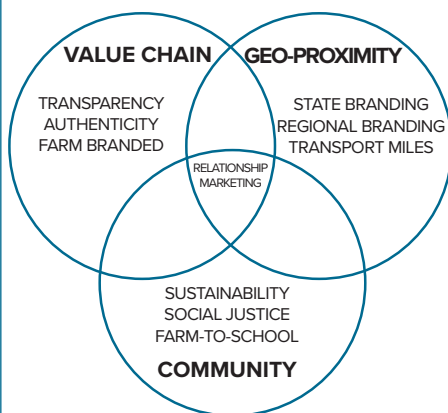 VALUE CHAIN
TRANSPARENCY
AUTHENTICITY
FARM BRANDED
GEO-PROXIMITY
STATE BRANDING
REGIONAL BRANDING
TRANSPORT MILES
RELATIONSHIP
MARKETING
SUSTAINABILITY
SOCIAL JUSTICE
FARM-TO-SCHOOL
COMMUNITY